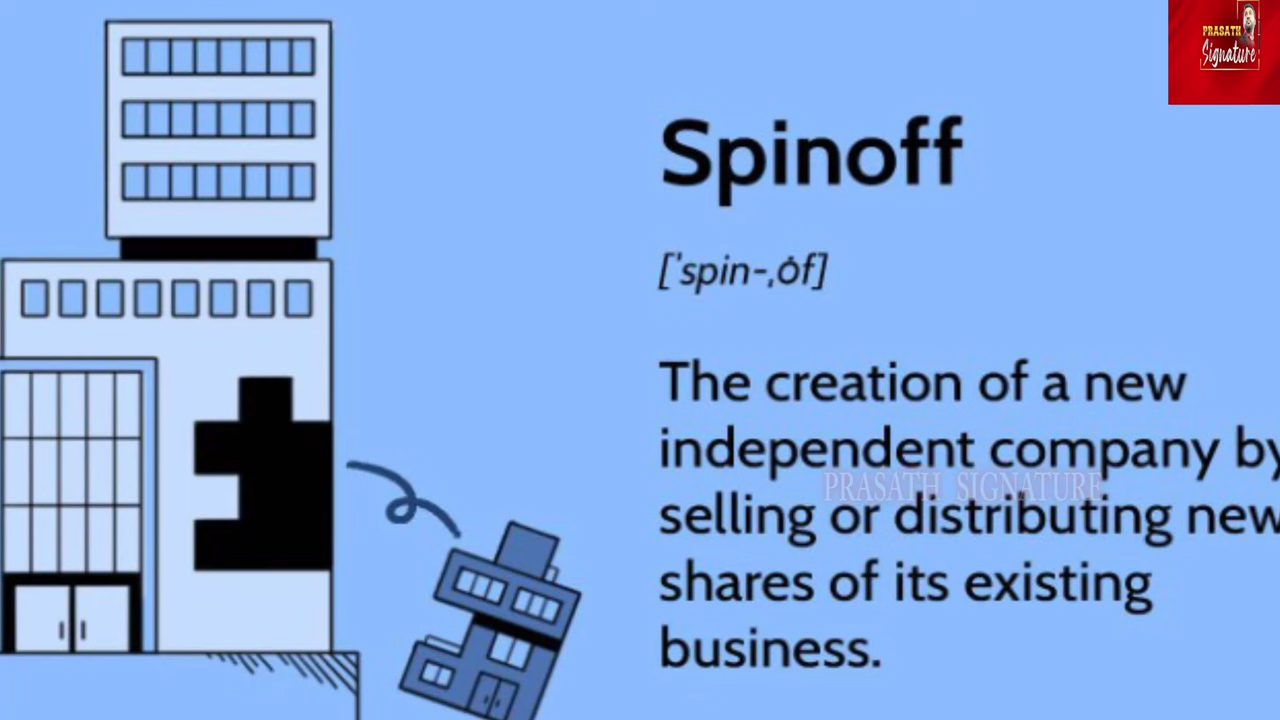 PRASATH
Signature
Spinoff
['spin-,ȯf]
The creation of a new
independent company by
PRASATH SIGNATURE
selling or distributing new
shares of its existing
business.